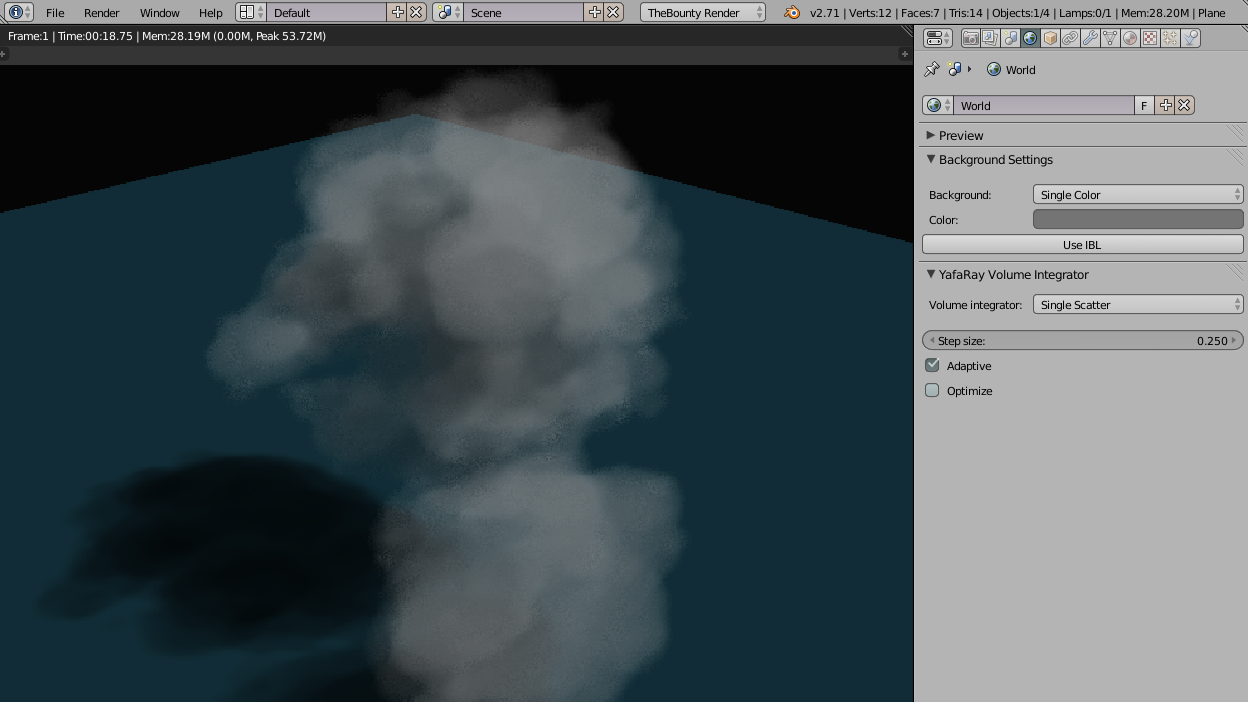 File Render Window Help Default Scene TheBounty Render v2.71 | Verts:12 | Faces:7 | Tris:14 | Objects:1/4 | Lamps:0/1 | Mem:28.20M | Plane
Frame:1 | Time:00:18.75 | Mem:28.19M (0.00M, Peak 53.72M)
World
World F
Preview
Background Settings
Background: Single Color
Color:
Use IBL
YafaRay Volume Integrator
Volume integrator: Single Scatter
Step size: 0.250
Adaptive
Optimize